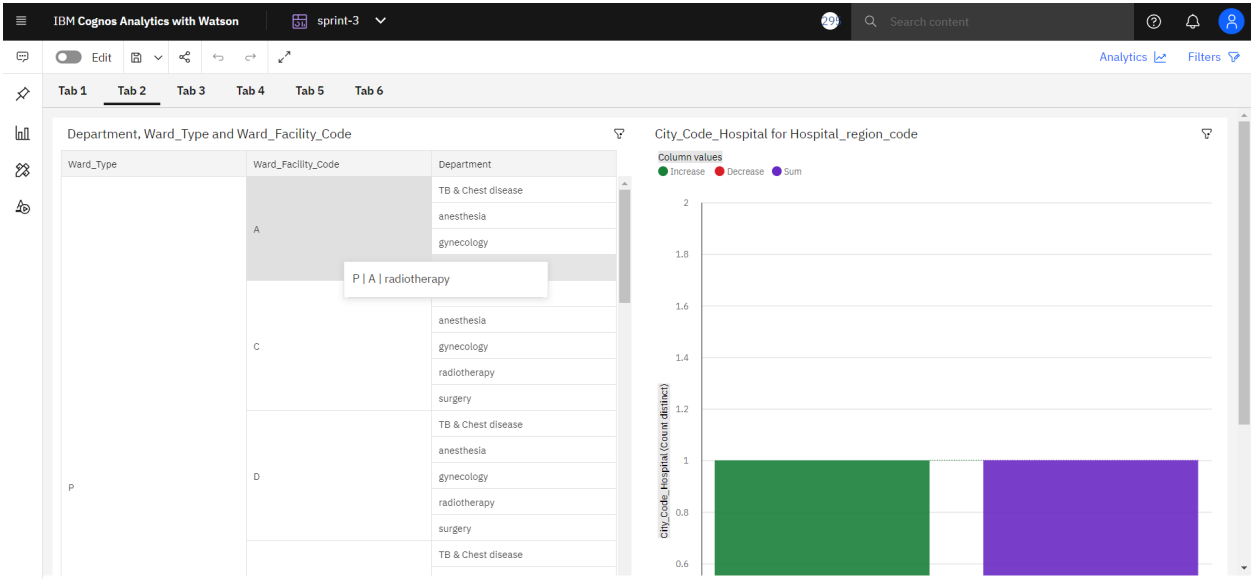 IBM Cognos Analytics with Watson
sprint-3
295
Search content
Edit
Analytics
Filters
Tab 1
Tab 2
Tab 3
Tab 4
Tab 5
Tab 6
Department, Ward_Type and Ward_Facility_Code
Ward_Type
Ward_Facility_Code
Department
P
A
TB & Chest disease
anesthesia
gynecology
P | A | radiotherapy
C
anesthesia
gynecology
radiotherapy
surgery
D
TB & Chest disease
anesthesia
gynecology
radiotherapy
surgery
TB & Chest disease
City_Code_Hospital for Hospital_region_code
Column values
Increase
Decrease
Sum
City_Code_Hospital (Count distinct)
2
1.8
1.6
1.4
1.2
1
0.8
0.6